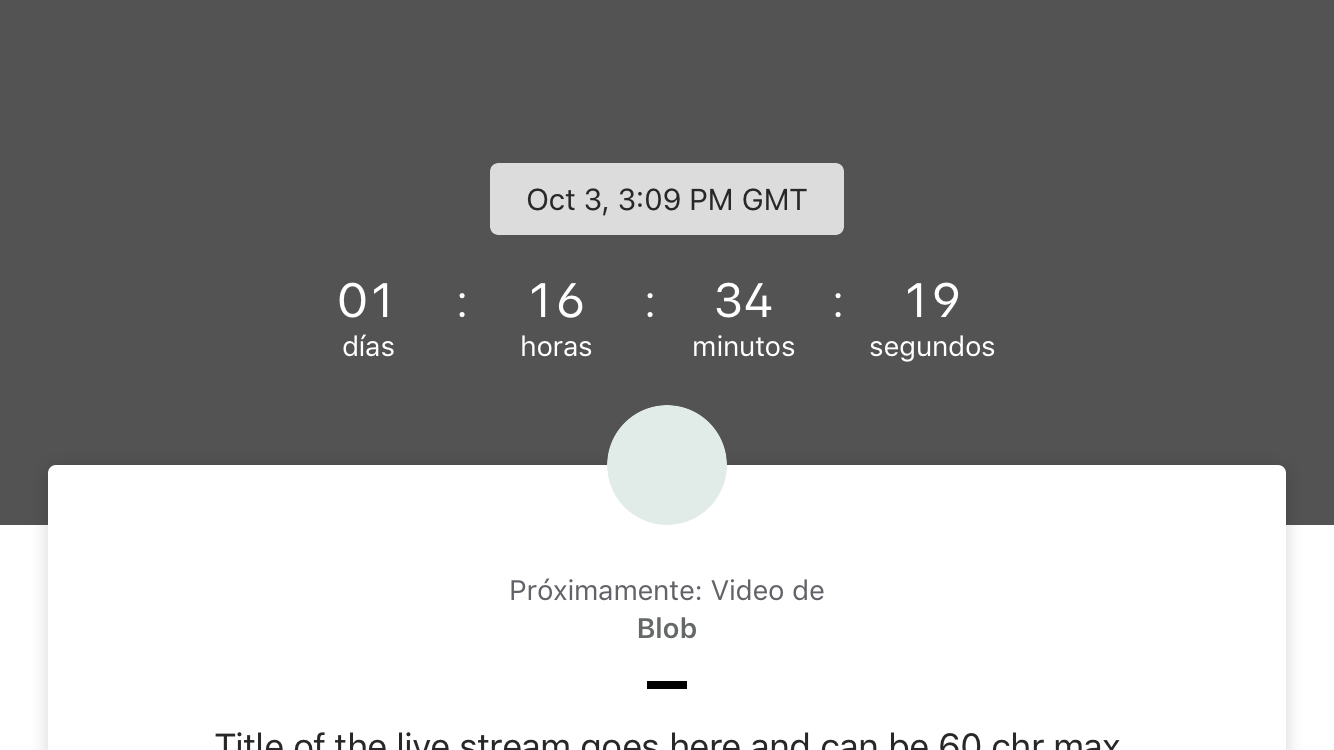 Oct 3, 3:09 PM GMT
01 : 16 : 34 : 19
días horas minutos segundos
Próximamente: Video de
Blob
Title of the live stream goes here and can be 60 chr max